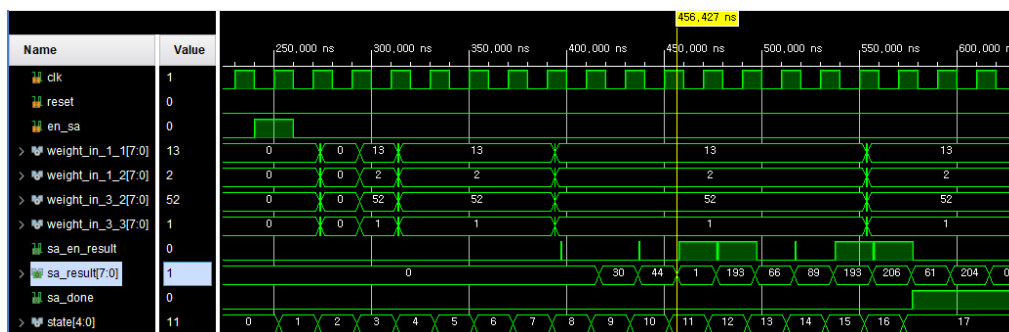 456,427 ns
Name Value 250,000 ns 300,000 ns 350,000 ns 400,000 ns 450,000 ns 500,000 ns 550,000 ns 600,000 n
clk 1
reset 0
en_sa 0
weight_in_1_1[7:0] 13 0 0 13 13 13 13
weight_in_1_2[7:0] 2 0 0 2 2 2 2
weight_in_3_2[7:0] 52 0 0 52 52 52 52
weight_in_3_3[7:0] 1 0 0 1 1 1 1
sa_en_result 0
sa_result[7:0] 1 0 30 44 1 193 66 89 193 206 61 204 0
sa_done 0
state[4:0] 11 0 1 2 3 4 5 6 7 8 9 10 11 12 13 14 15 16 17